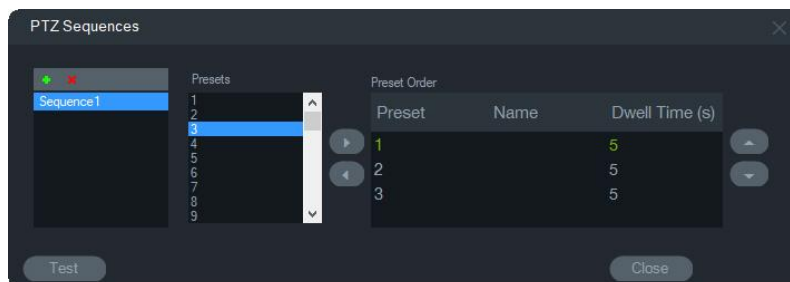 PTZ Sequences
Sequence1
Presets
1
2
3
4
5
6
7
8
9
Preset Order
Preset Name Dwell Time (s)
1 5
2 5
3 5
Test
Close